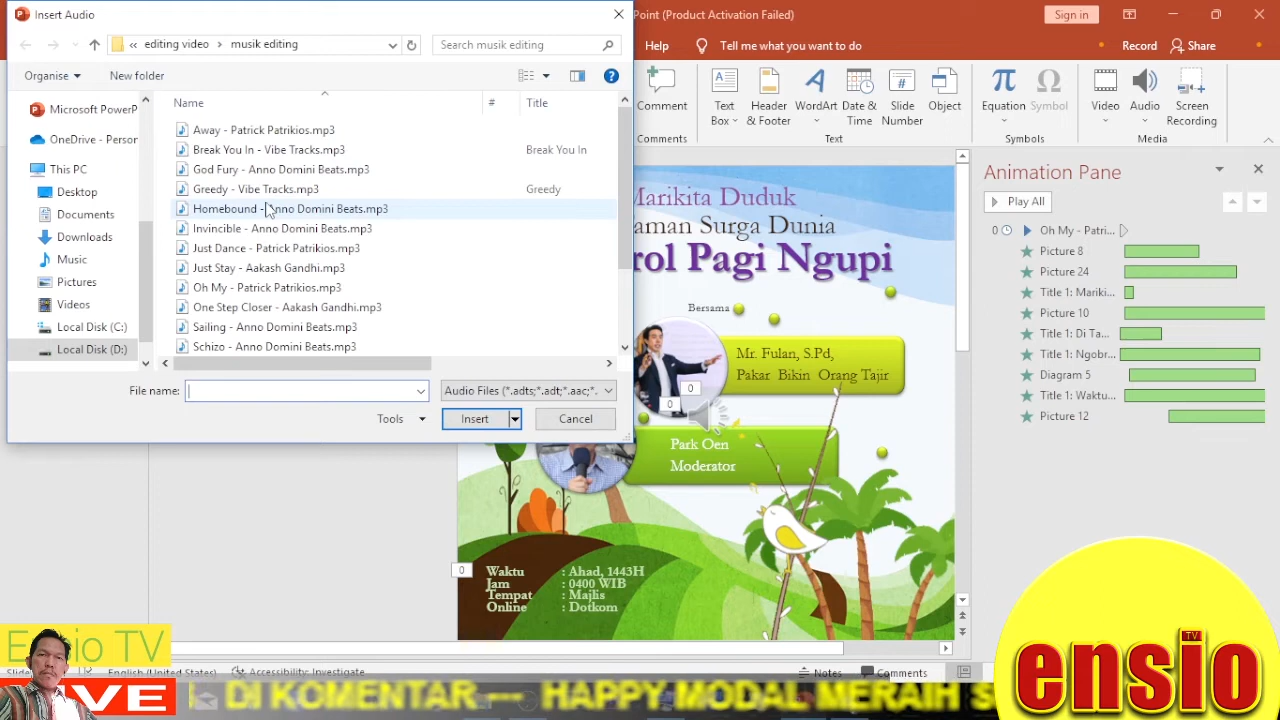 Insert Audio
Point (Product Activation Failed)
Sign in
« editing video › musik editing
Search musik editing
Help
Tell me what you want to do
Record
Share
Organise
New folder
Comment
Text Box
Header & Footer
WordArt
Date & Time
Slide Number
Object
Equation
Symbol
Video
Audio
Screen Recording
Comments
Text
Symbols
Media
Name
#
Title
Microsoft PowerP
OneDrive - Person
This PC
Desktop
Documents
Downloads
Music
Pictures
Videos
Local Disk (C:)
Local Disk (D:)
Away - Patrick Patrikios.mp3
Break You In - Vibe Tracks.mp3
Break You In
God Fury - Anno Domini Beats.mp3
Greedy - Vibe Tracks.mp3
Greedy
Homebound - Anno Domini Beats.mp3
Invincible - Anno Domini Beats.mp3
Just Dance - Patrick Patrikios.mp3
Just Stay - Aakash Gandhi.mp3
Oh My - Patrick Patrikios.mp3
One Step Closer - Aakash Gandhi.mp3
Sailing - Anno Domini Beats.mp3
Schizo - Anno Domini Beats.mp3
File name:
Audio Files (*.adts;*.adt;*.aac;*.
Tools
Insert
Cancel
Marikita Duduk
aman Surga Dunia
rol Pagi Ngupi
Bersama
Mr. Fulan, S.Pd,
Pakar Bikin Orang Tajir
0
0
Park Oen
Moderator
0
Waktu : Ahad, 1443H
Jam : 0400 WIB
Tempat : Majlis
Online : Dotkom
Animation Pane
Play All
0
Oh My - Patri...
Picture 8
Picture 24
Title 1: Mariki...
Picture 10
Title 1: Di Ta...
Title 1: Ngobr...
Diagram 5
Title 1: Waktu...
Picture 12
English (United States)
Accessibility: Investigate
Notes
Comments
HAPPY MODAL MERAIH S
ensio
TV